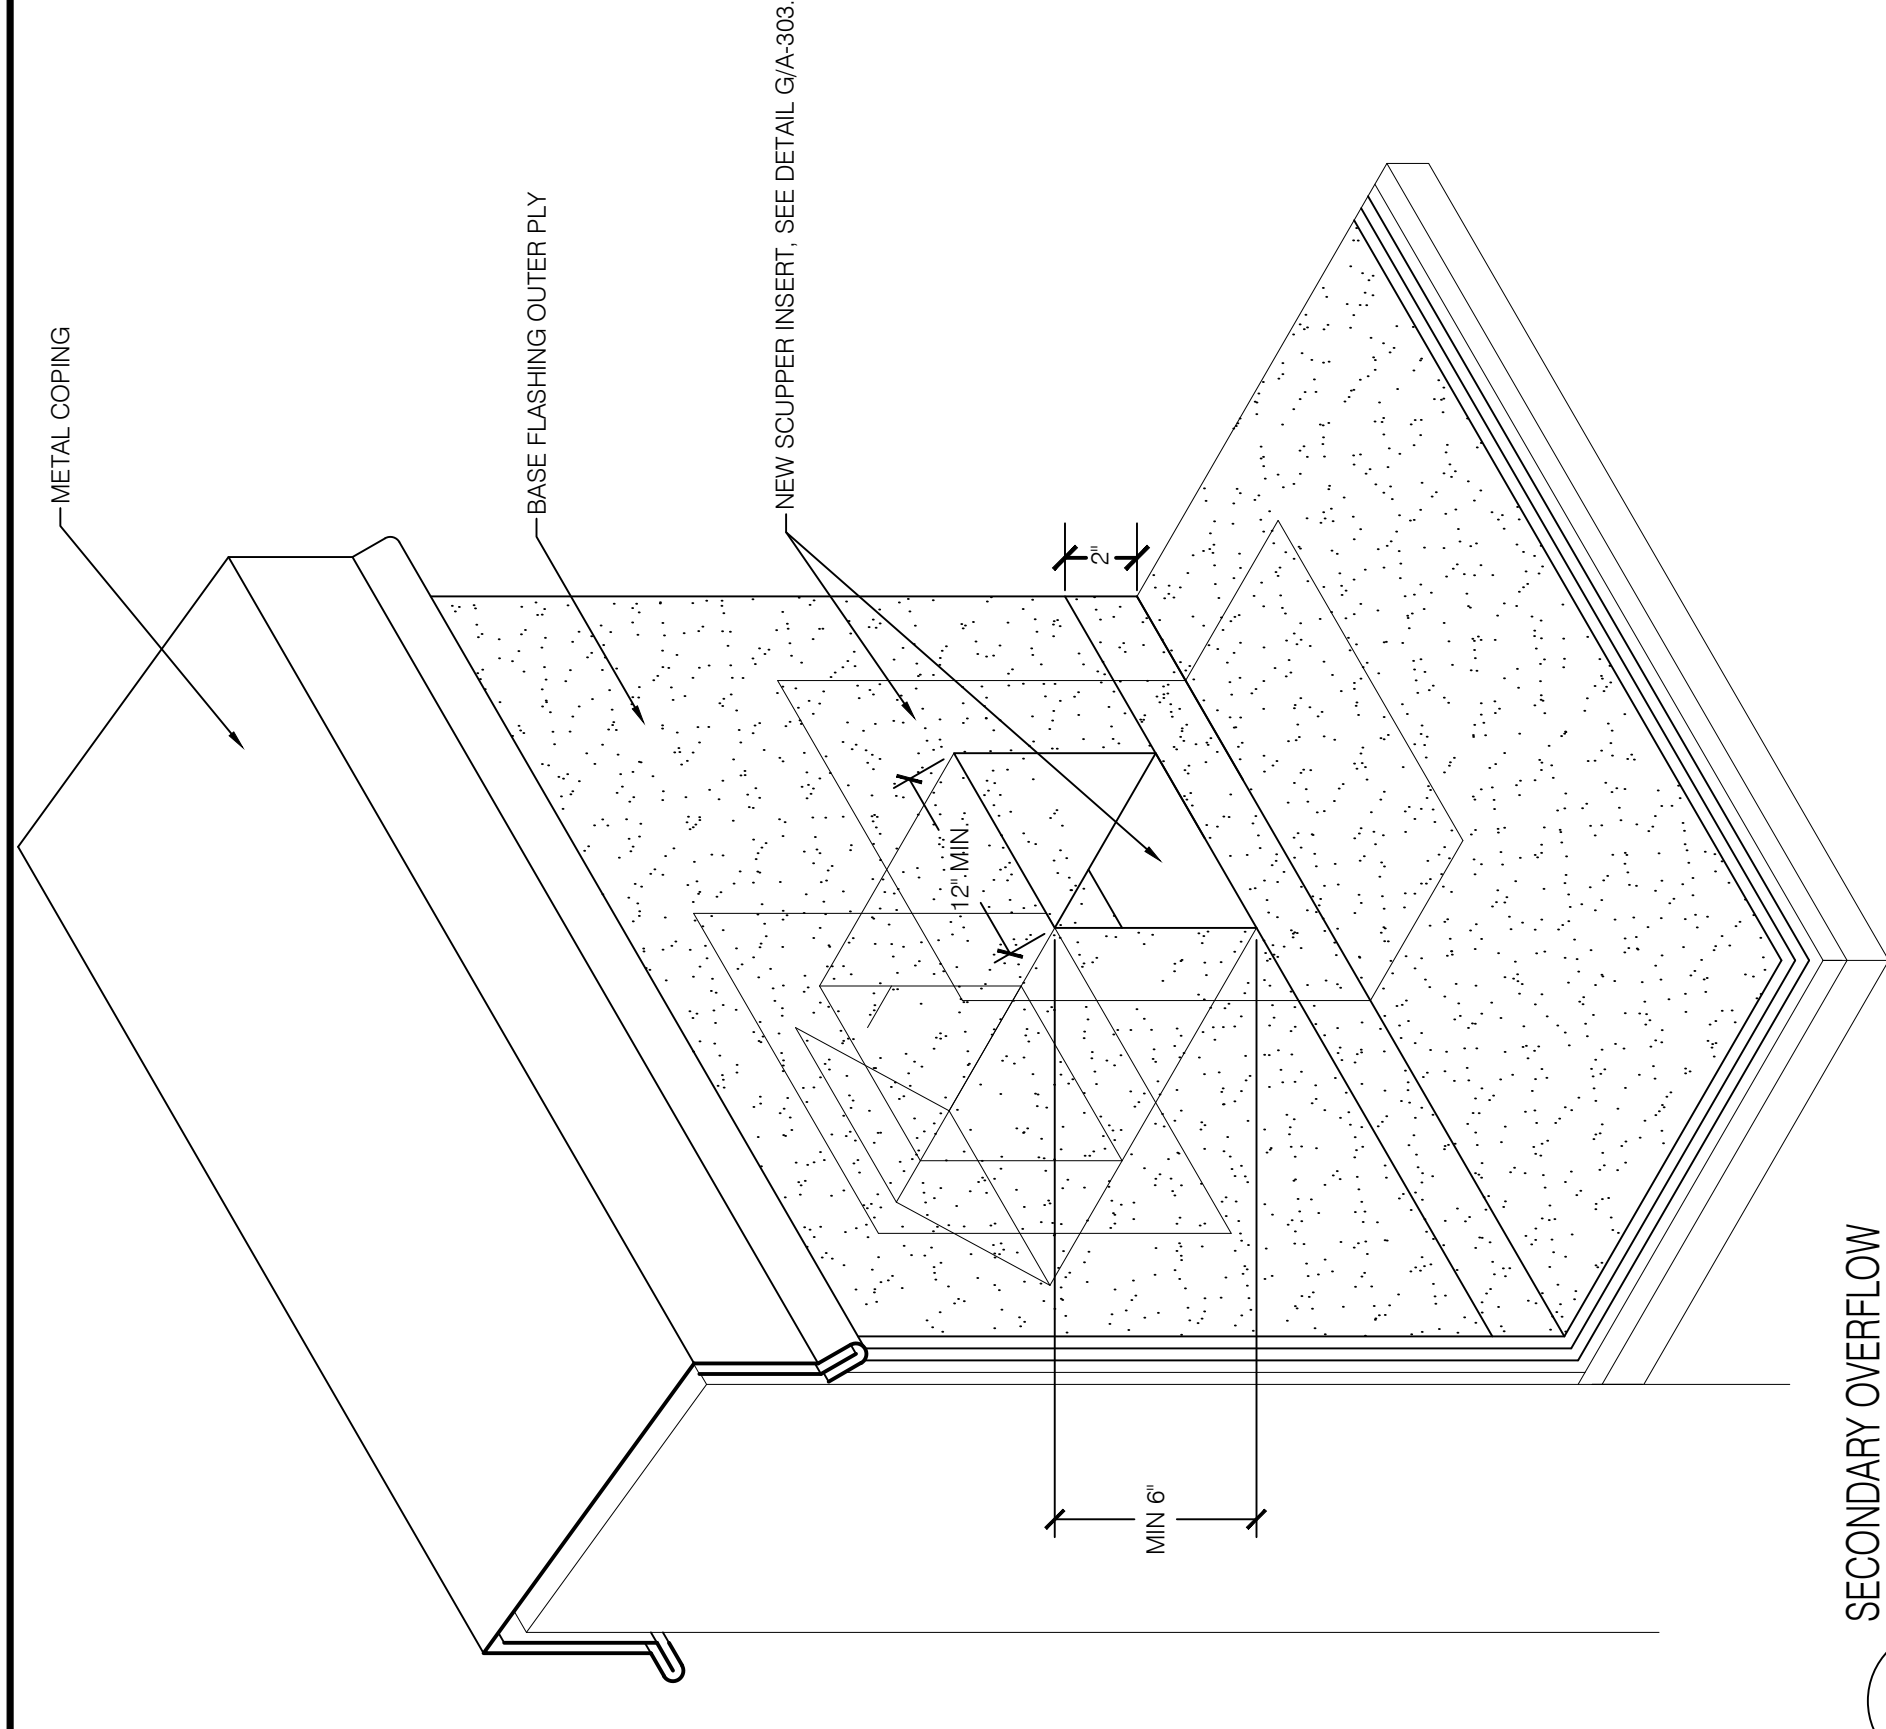 METAL COPING
BASE FLASHING OUTER PLY
NEW SCUPPER INSERT, SEE DETAIL G/A-303.
2"
12" MIN.
MIN 6"
SECONDARY OVERFLOW